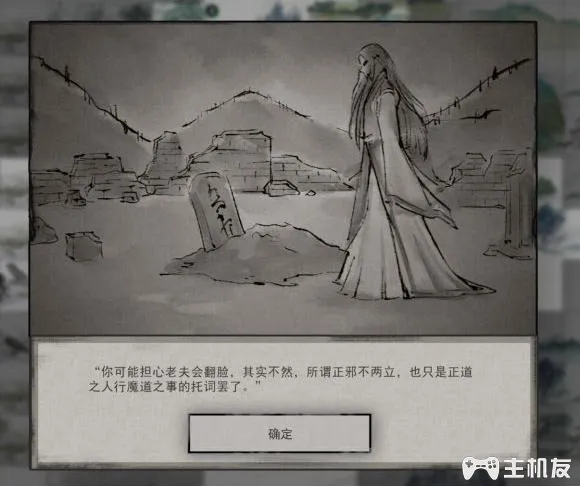 “你可能担心老夫会翻脸，其实不然，所谓正邪不两立，也只是正道
之人行魔道之事的托词罢了。”
确定
主机友